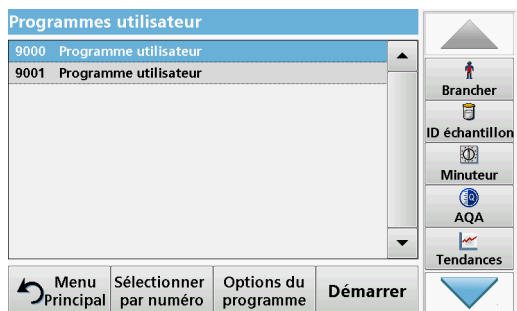 Programmes utilisateur
9000 Programme utilisateur
9001 Programme utilisateur
Brancher
ID échantillon
Minuteur
AQA
Tendances
Menu
Principal
Sélectionner
par numéro
Options du
programme
Démarrer